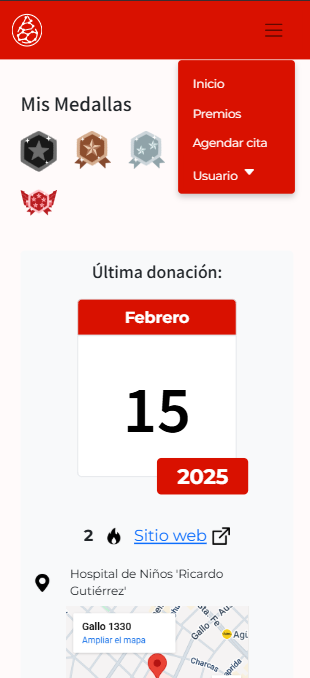 Inicio
Premios
Agendar cita
Usuario
Mis Medallas
Última donación:
Febrero
15
2025
2 Sitio web
Hospital de Niños 'Ricardo
Gutiérrez'
Gallo 1330
Ampliar el mapa
Gallo
Agü
Charcas